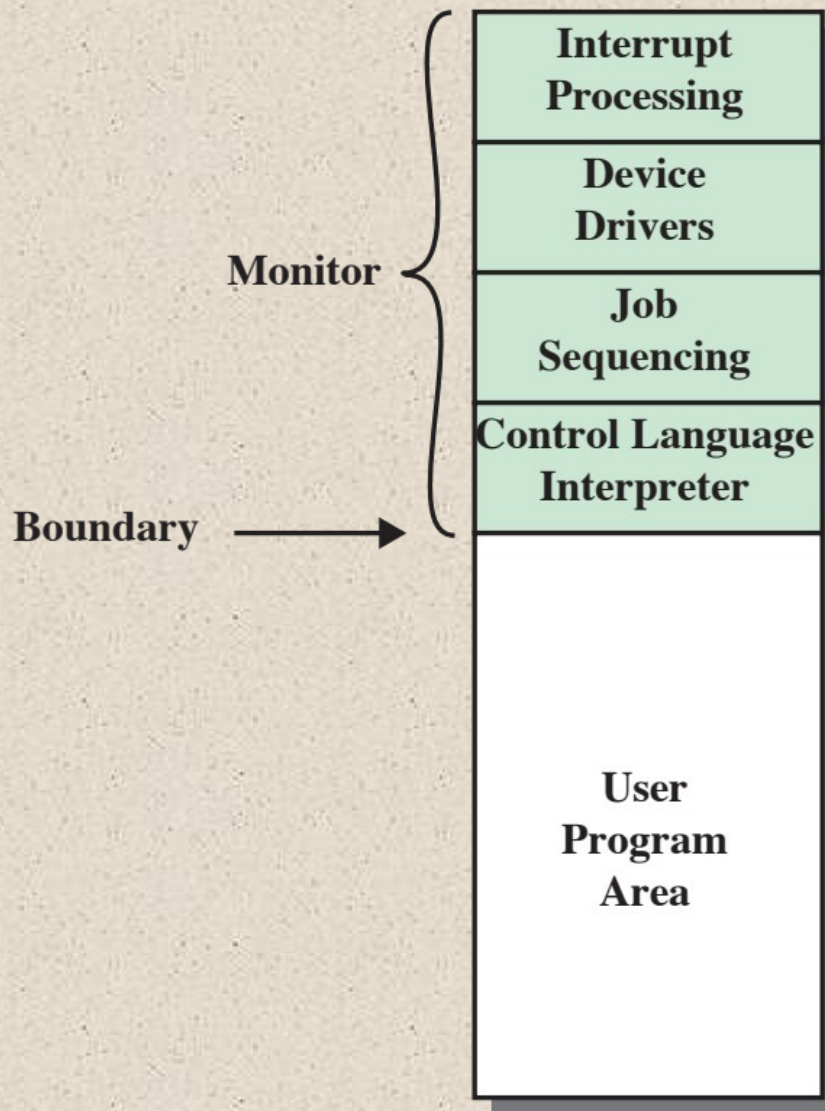 Interrupt
Processing
Device
Drivers
Monitor
Job
Sequencing
Control Language
Interpreter
Boundary
User
Program
Area